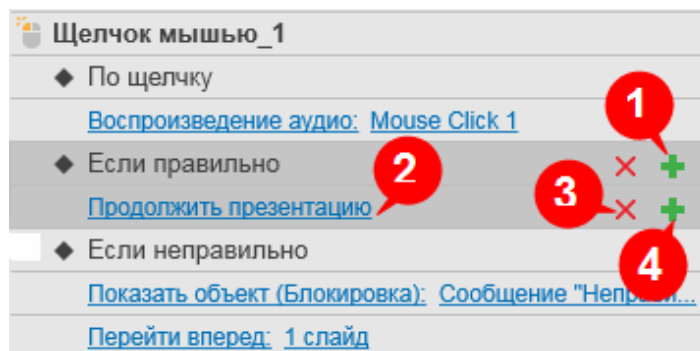 Щелчок мышью_1
По щелчку
1
Воспроизведение аудио: Mouse Click 1
Если правильно
2
3
Продолжить презентацию
Если неправильно
4
Показать объект (Блокировка): Сообщение
Перейти вперед: 1 слайд